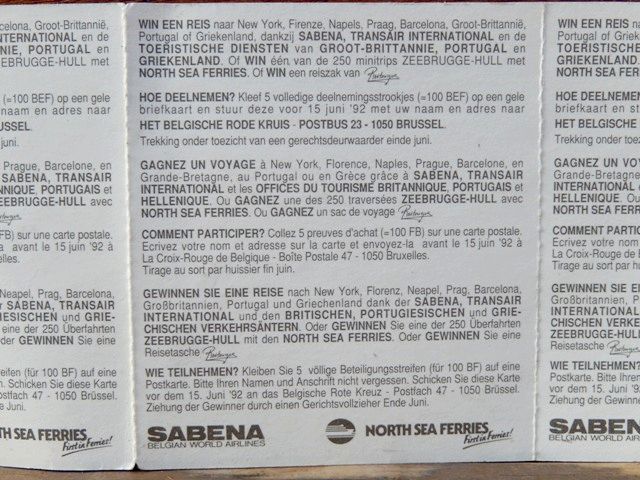 WIN EEN REIS naar New York, Firenze, Napels, Praag, Barcelona, Groot-Brittannië,
Portugal of Griekenland, dankzij SABENA, TRANSAIR INTERNATIONAL en de
TOERISTISCHE DIENSTEN van GROOT-BRITTANNIE, PORTUGAL en
GRIEKENLAND. Of WIN één van de 250 minitrips ZEEBRUGGE-HULL met
NORTH SEA FERRIES. Of WIN een reiszak van
HOE DEELNEMEN? Kleef 5 volledige deelnemingsstrookjes (=100 BEF) op een gele
briefkaart en stuur deze voor 15 juni '92 met uw naam en adres naar
HET BELGISCHE RODE KRUIS - POSTBUS 23 - 1050 BRUSSEL.
Trekking onder toezicht van een gerechtsdeurwaarder einde juni.
GAGNEZ UN VOYAGE à New York, Florence, Naples, Prague, Barcelone, en
Grande-Bretagne, au Portugal ou en Grèce grâce à SABENA, TRANSAIR
INTERNATIONAL et les OFFICES DU TOURISME BRITANNIQUE, PORTUGAIS et
HELLENIQUE. Ou GAGNEZ une des 250 traversées ZEEBRUGGE-HULL avec
NORTH SEA FERRIES. Ou GAGNEZ un sac de voyage
COMMENT PARTICIPER? Collez 5 preuves d'achat (=100 FB) sur une carte postale.
Ecrivez votre nom et adresse sur la carte et envoyez-la avant le 15 juin '92 à
La Croix-Rouge de Belgique - Boîte Postale 47 - 1050 Bruxelles.
Tirage au sort par huissier fin juin.
GEWINNEN SIE EINE REISE nach New York, Florenz, Neapel, Prag, Barcelona,
Großbritannien, Portugal und Griechenland dank der SABENA, TRANSAIR
INTERNATIONAL und den BRITISCHEN, PORTUGIESISCHEN und GRIE-
CHISCHEN VERKEHRSÄNTERN. Oder GEWINNEN Sie eine der 250 Überfahrten
ZEEBRUGGE-HULL mit den NORTH SEA FERRIES. Oder GEWINNEN Sie eine
Reisetasche
WIE TEILNEHMEN? Kleben Sie 5 völlige Beteiligungsstreifen (für 100 BF) auf eine
Postkarte. Bitte Ihren Namen und Anschrift nicht vergessen. Schicken Sie diese Karte
vor dem 15. Juni '92 an das Belgische Rote Kreuz - Postfach 47 - 1050 Brüssel.
Ziehung der Gewinner durch einen Gerichtsvollzieher Ende Juni.
SABENA
BELGIAN WORLD AIRLINES
NORTH SEA FERRIES
First in Ferries!